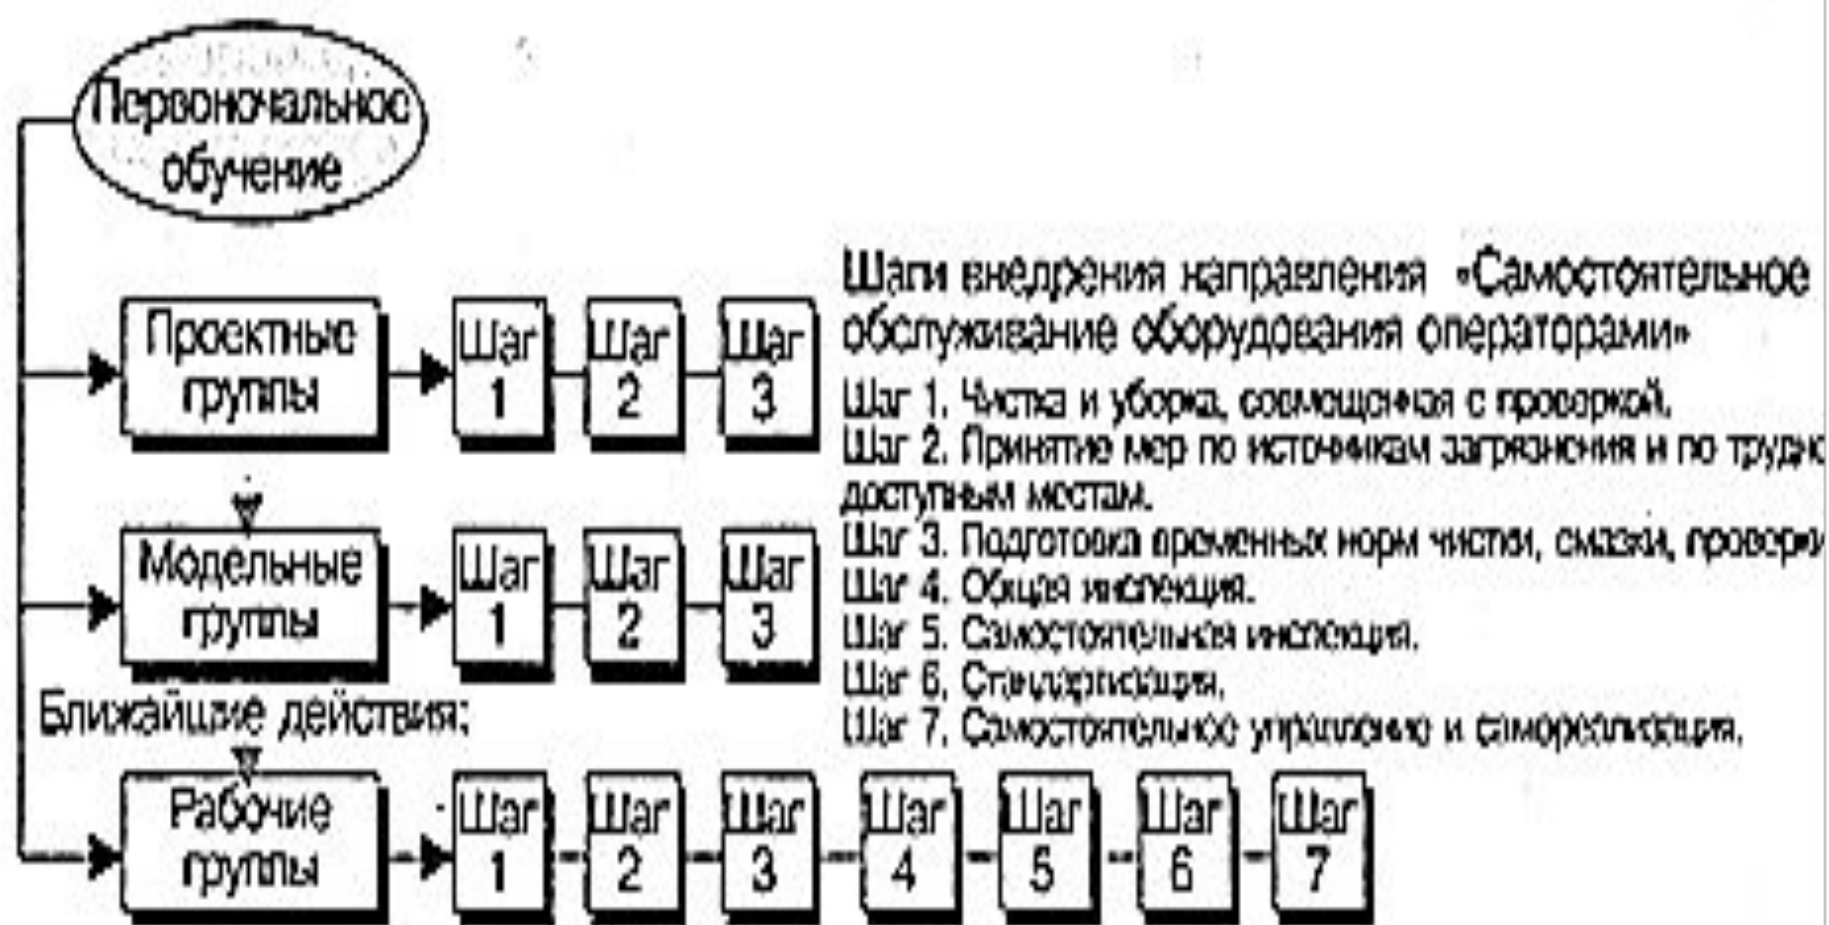 Первоночальное
обучение
Проектные
группы
Шаг
1
Шаг
2
Шаг
3
Шаги внедрения направления «Самостоятельное
обслуживание оборудования операторами»
Шаг 1. Чистка и уборка, совмещенная с проверкой.
Шаг 2. Принятие мер по источникам загрязнения и по трудно
доступным местам.
Шаг 3. Подготовка временных норм чистки, смазки, проверки
Шаг 4. Общая инспекция.
Шаг 5. Самостоятельная инспекция.
Шаг 6. Стандартизация.
Шаг 7. Самостоятельное управление и самореализация.
Модельные
группы
Шаг
1
Шаг
2
Шаг
3
Ближайшие действия:
Рабочие
группы
Шаг
1
Шаг
2
Шаг
3
Шаг
4
Шаг
5
Шаг
6
Шаг
7